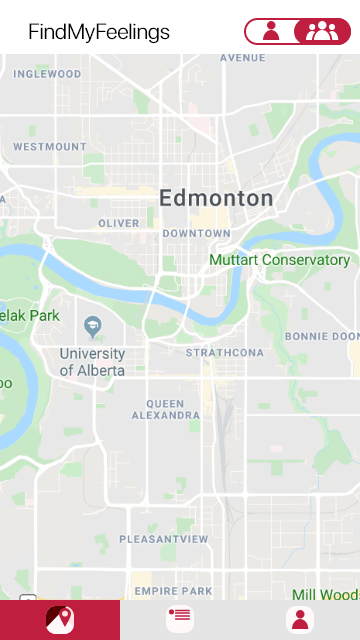 FindMyFeelings
AVENUE
INGLEWOOD
WESTMOUNT
A
Edmonton
OLIVER
DOWNTOWN
Muttart Conservatory
elak Park
University
of Alberta
BONNIE DOON
STRATHCONA
oo
QUEEN
ALEXANDRA
PLEASANTVIEW
EMPIRE PARK
Mill Woods